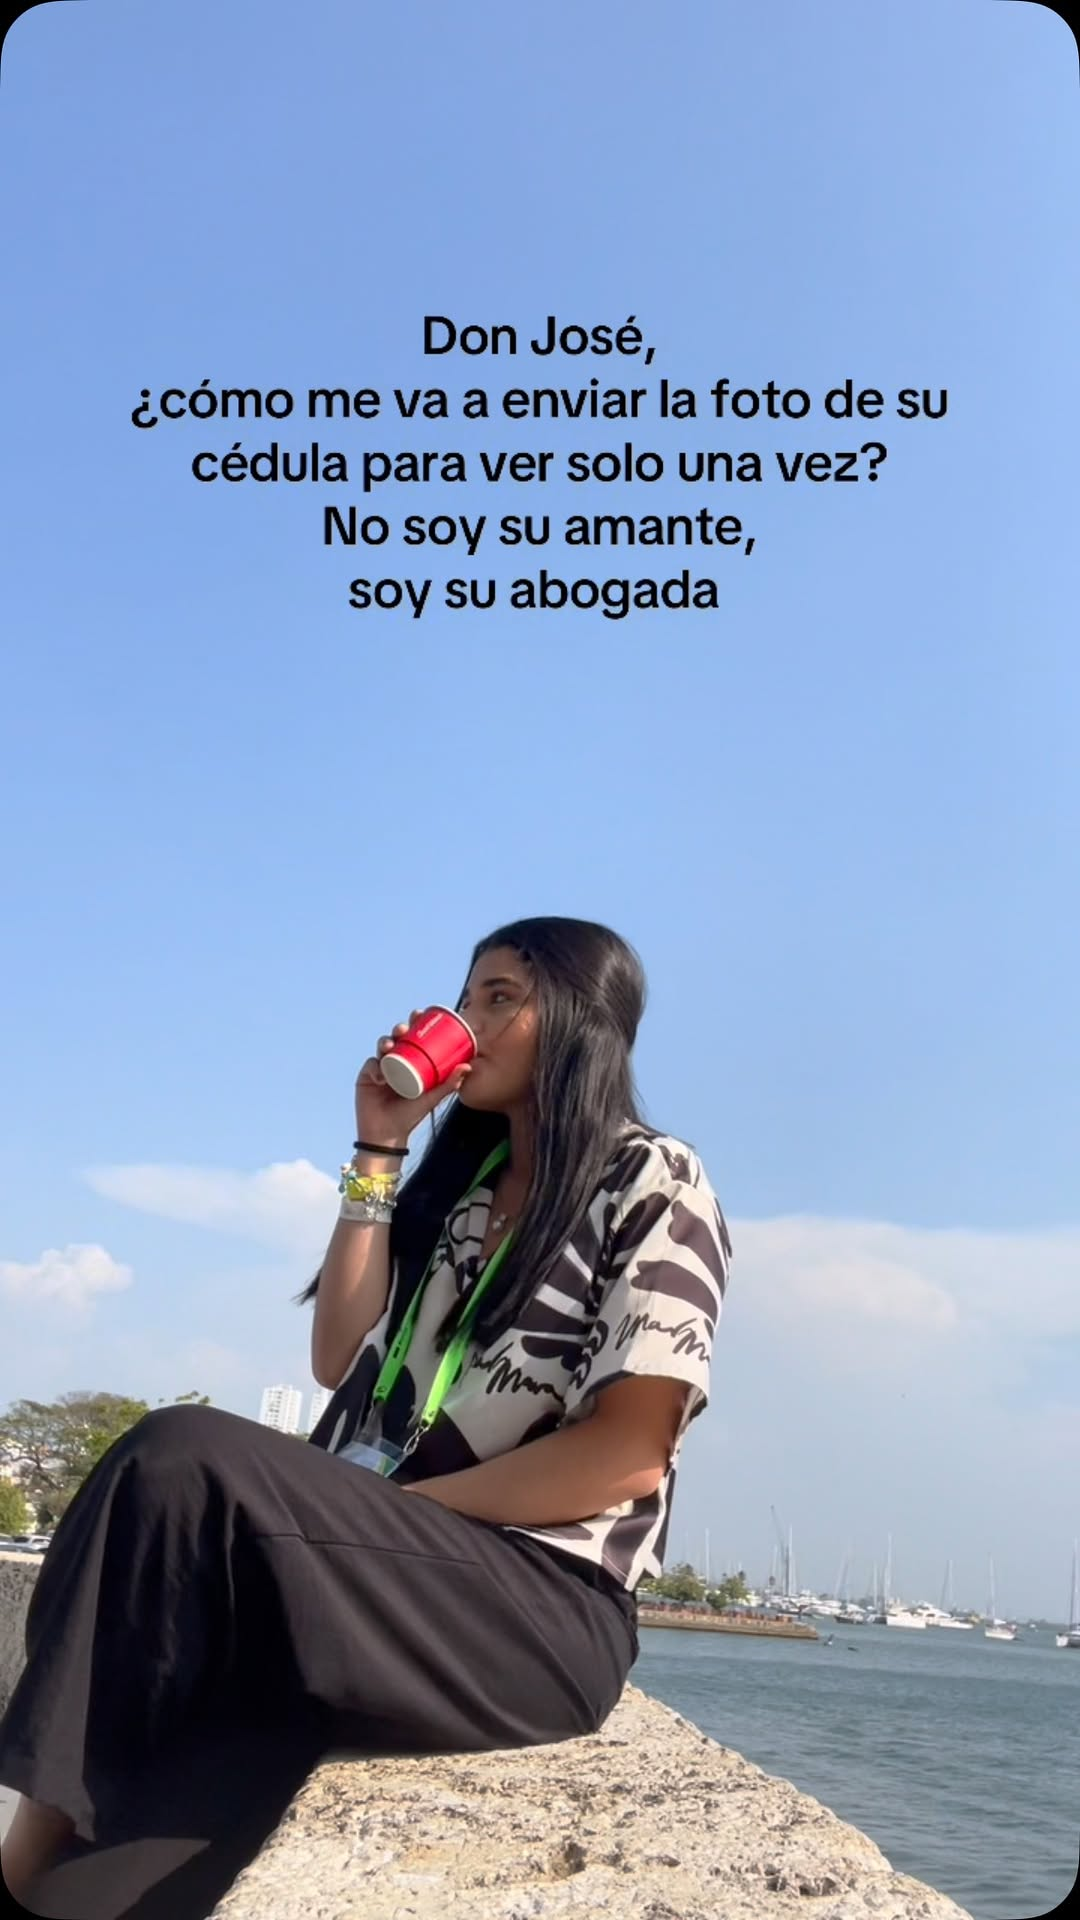 Don José,
¿cómo me va a enviar la foto de su
cédula para ver solo una vez?
No soy su amante,
soy su abogada